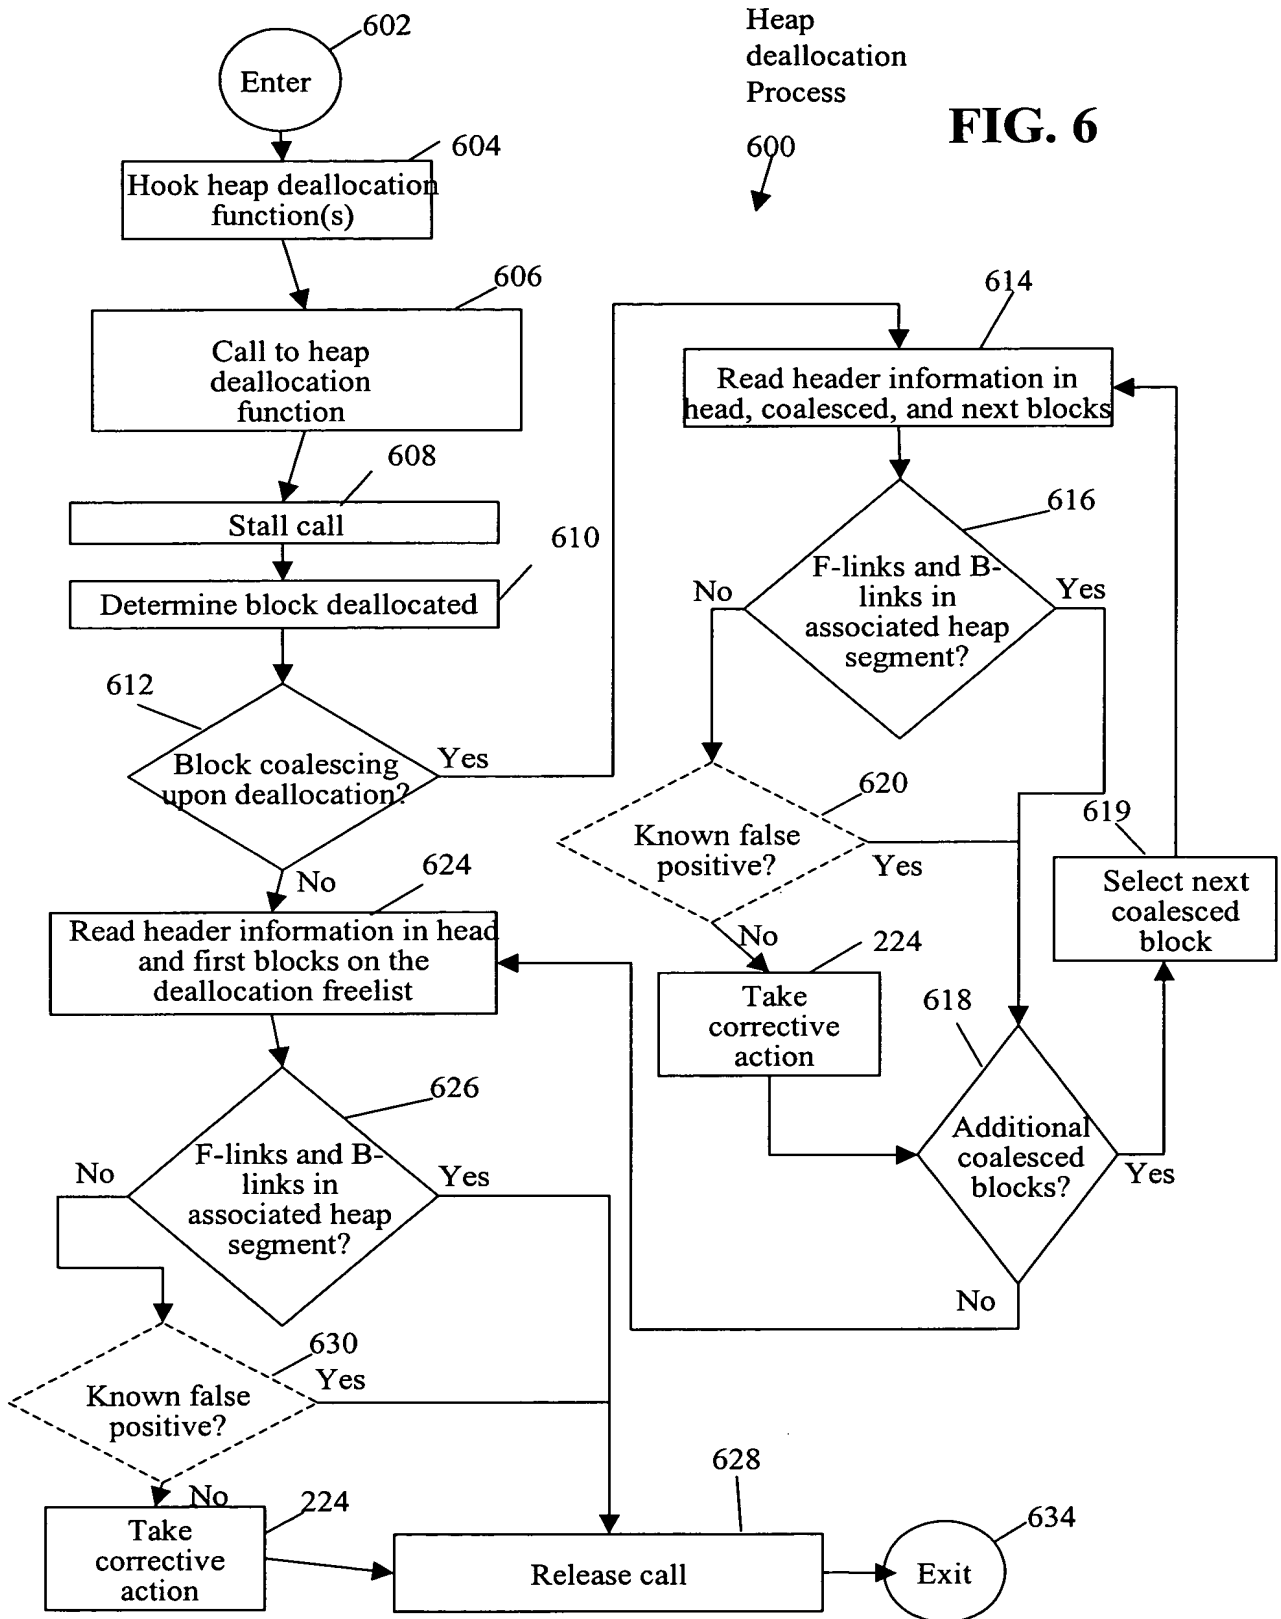 Heap
deallocation
Process
600
FIG. 6
602
Enter
604
Hook heap deallocation
function(s)
606
Call to heap
deallocation
function
608
Stall call
610
Determine block deallocated
612
Block coalescing
upon deallocation?
Yes
No
614
Read header information in
head, coalesced, and next blocks
616
F-links and B-
links in
associated heap
segment?
No
Yes
620
Known false
positive?
Yes
No
224
Take
corrective
action
618
Additional
coalesced
blocks?
Yes
No
619
Select next
coalesced
block
624
Read header information in head
and first blocks on the
deallocation freelist
626
F-links and B-
links in
associated heap
segment?
No
Yes
630
Known false
positive?
Yes
No
224
Take
corrective
action
628
Release call
634
Exit